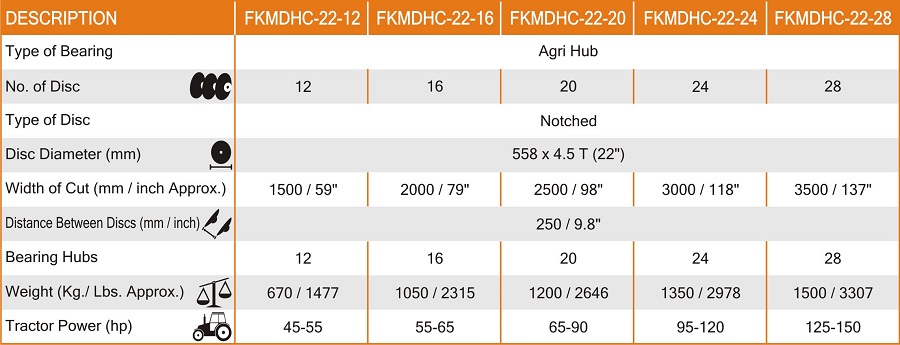 DESCRIPTION FKMDHC-22-12 FKMDHC-22-16 FKMDHC-22-20 FKMDHC-22-24 FKMDHC-22-28
Type of Bearing Agri Hub
No. of Disc 12 16 20 24 28
Type of Disc Notched
Disc Diameter (mm) 558 x 4.5 T (22")
Width of Cut (mm / inch Approx.) 1500 / 59" 2000 / 79" 2500 / 98" 3000 / 118" 3500 / 137"
Distance Between Discs (mm / inch) 250 / 9.8"
Bearing Hubs 12 16 20 24 28
Weight (Kg./ Lbs. Approx.) 670 / 1477 1050 / 2315 1200 / 2646 1350 / 2978 1500 / 3307
Tractor Power (hp) 45-55 55-65 65-90 95-120 125-150